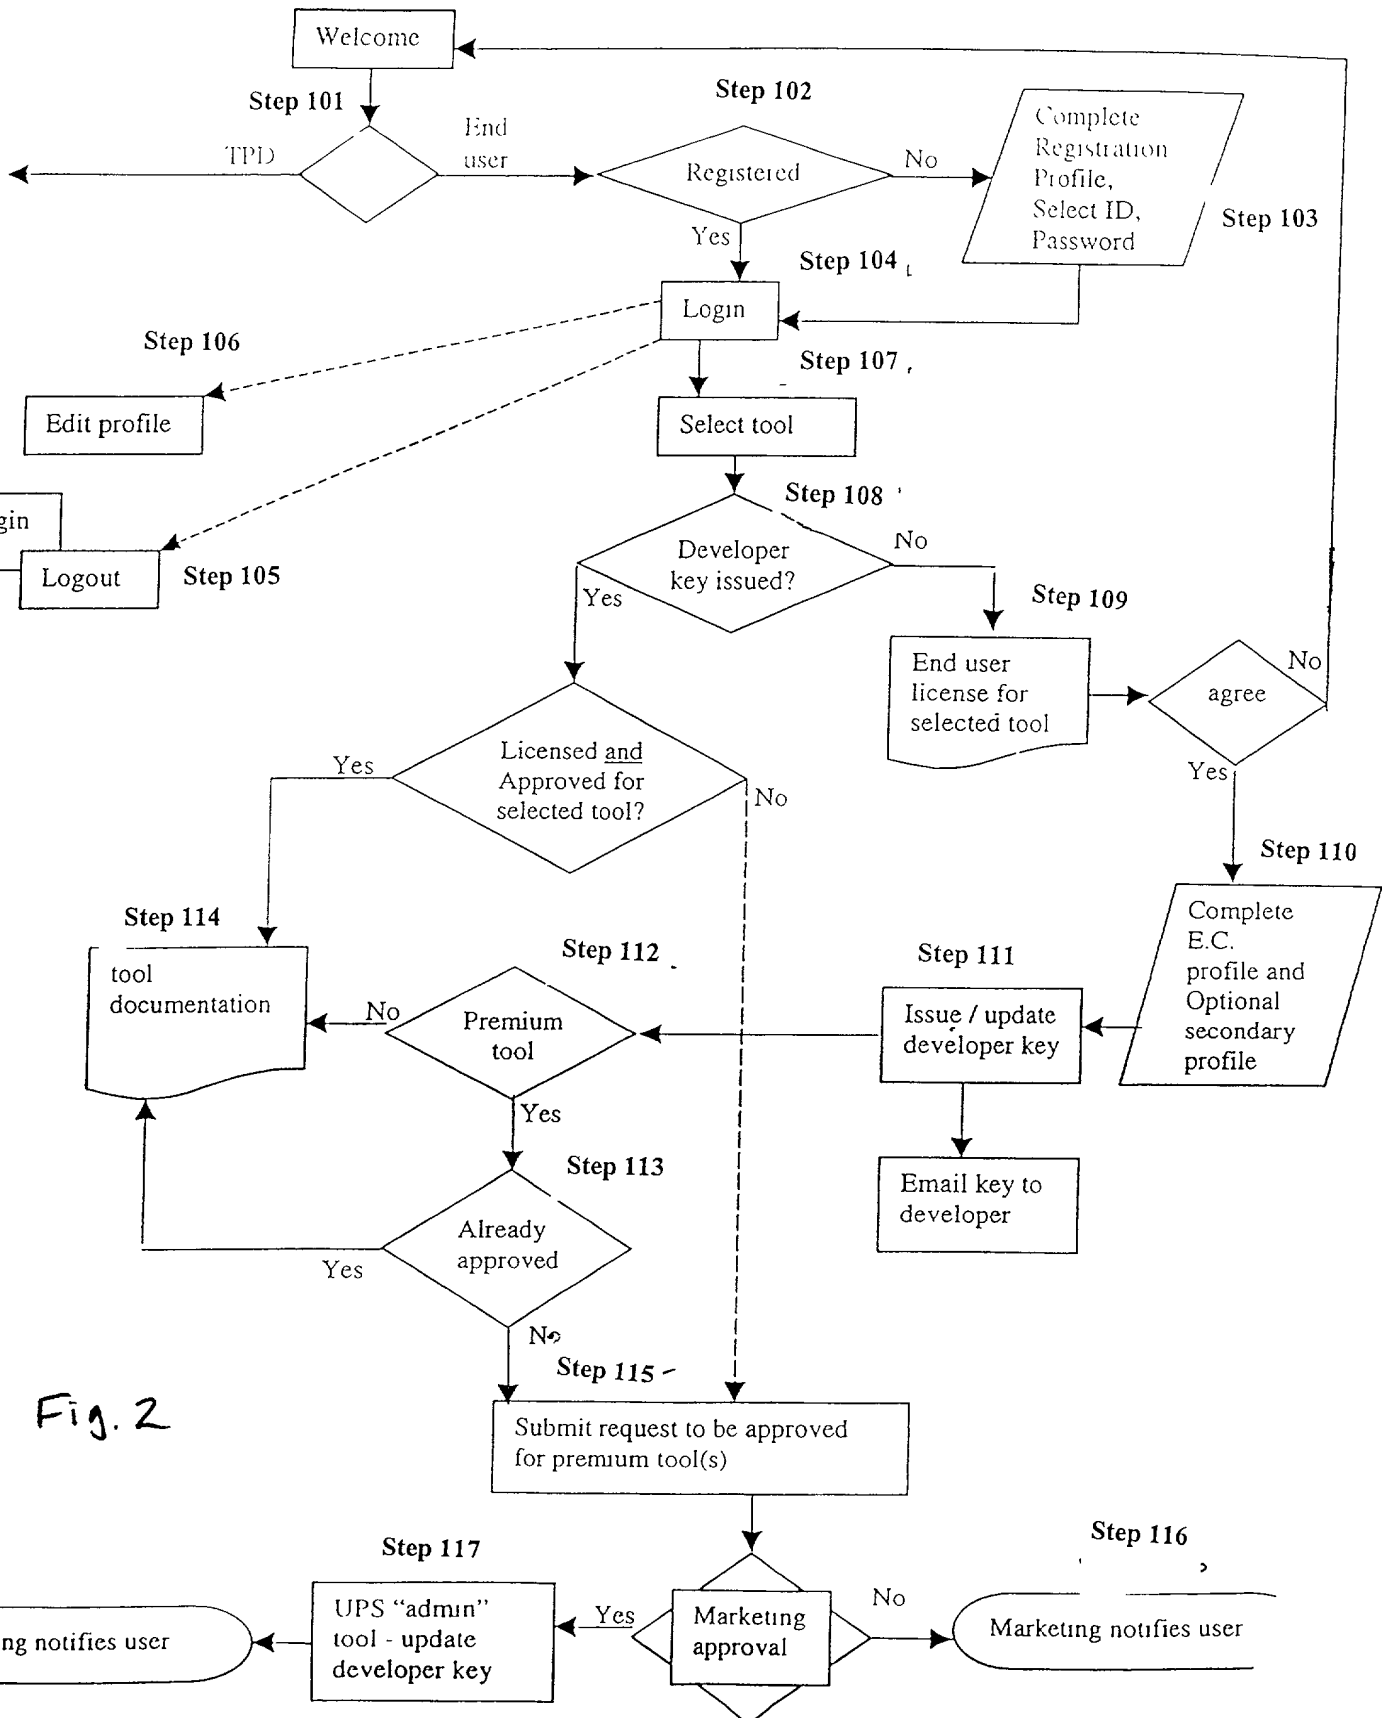 Welcome
Step 101
Step 102
TPD
End
user
Registered
No
Complete
Registration
Profile,
Select ID,
Password
Step 103
Yes
Step 104
Login
Step 106
Step 107
Edit profile
Select tool
Step 108
gin
Logout
Step 105
Developer
key issued?
No
Yes
Step 109
End user
license for
selected tool
agree
No
Yes
Licensed and
Approved for
selected tool?
Yes
No
Step 110
Complete
E.C.
profile and
Optional
secondary
profile
Step 114
tool
documentation
Step 112
No
Premium
tool
Step 111
Issue / update
developer key
Yes
Step 113
Email key to
developer
Already
approved
Yes
No
Step 115
Fig. 2
Submit request to be approved
for premium tool(s)
Step 117
Step 116
ng notifies user
UPS “admin”
tool - update
developer key
Yes
Marketing
approval
No
Marketing notifies user